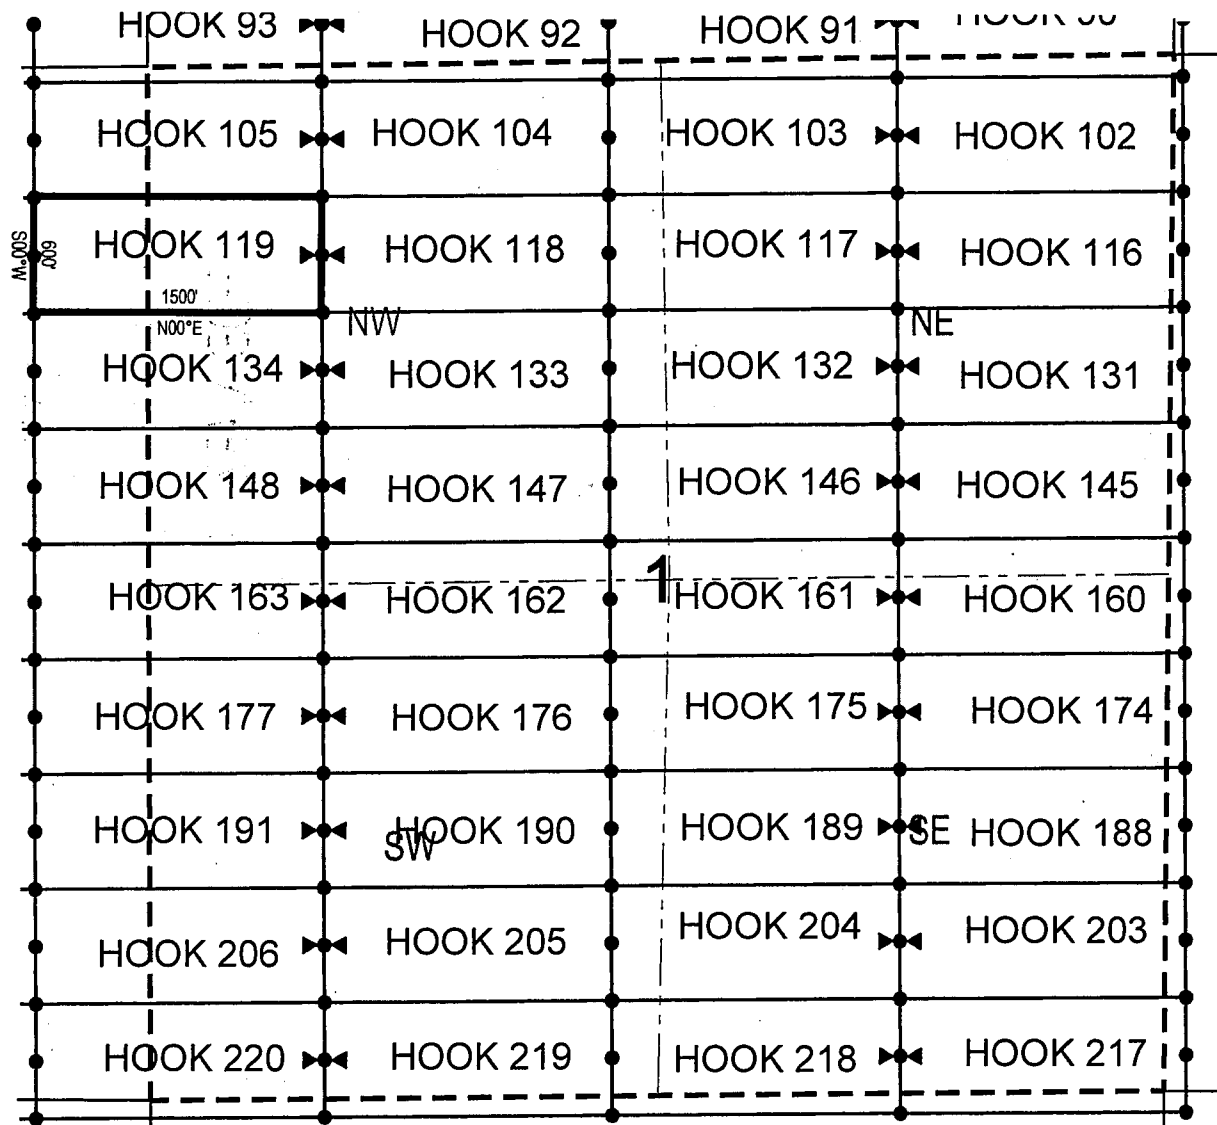 HOOK 93 HOOK 92 HOOK 91
HOOK 105 HOOK 104 HOOK 103 HOOK 102
HOOK 119 HOOK 118 HOOK 117 HOOK 116
S00°W 600'
1500'
N00°E
NW NE
HOOK 134 HOOK 133 HOOK 132 HOOK 131
HOOK 148 HOOK 147 HOOK 146 HOOK 145
1
HOOK 163 HOOK 162 HOOK 161 HOOK 160
HOOK 177 HOOK 176 HOOK 175 HOOK 174
HOOK 191 HOOK 190 HOOK 189 HOOK 188
SW SE
HOOK 206 HOOK 205 HOOK 204 HOOK 203
HOOK 220 HOOK 219 HOOK 218 HOOK 217